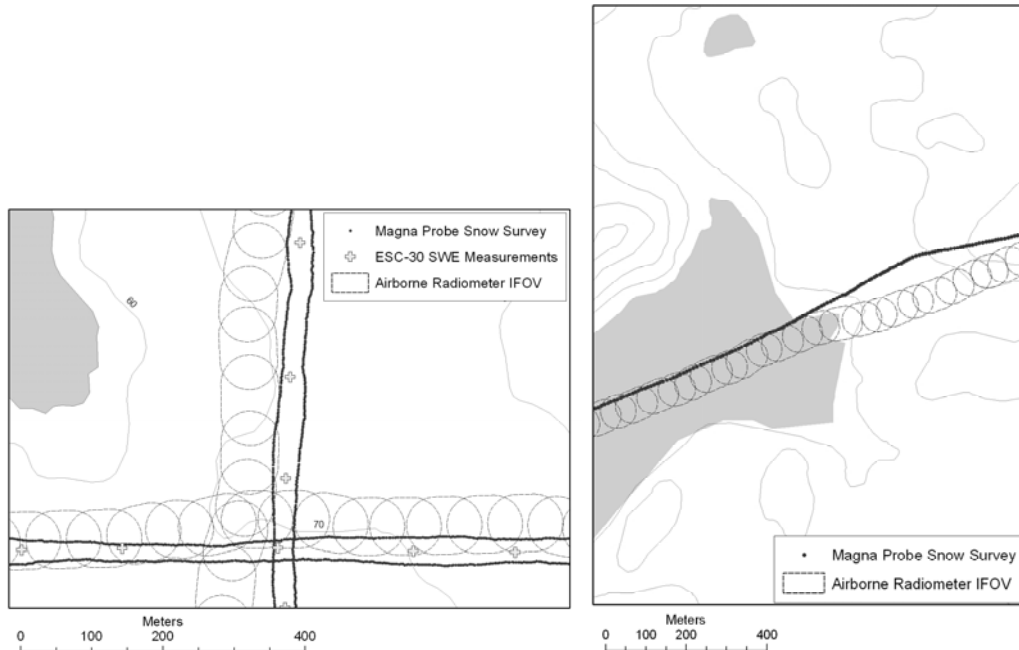 Magna Probe Snow Survey
ESC-30 SWE Measurements
Airborne Radiometer IFOV
60
70
Meters
0 100 200 400
Magna Probe Snow Survey
Airborne Radiometer IFOV
Meters
0 100 200 400